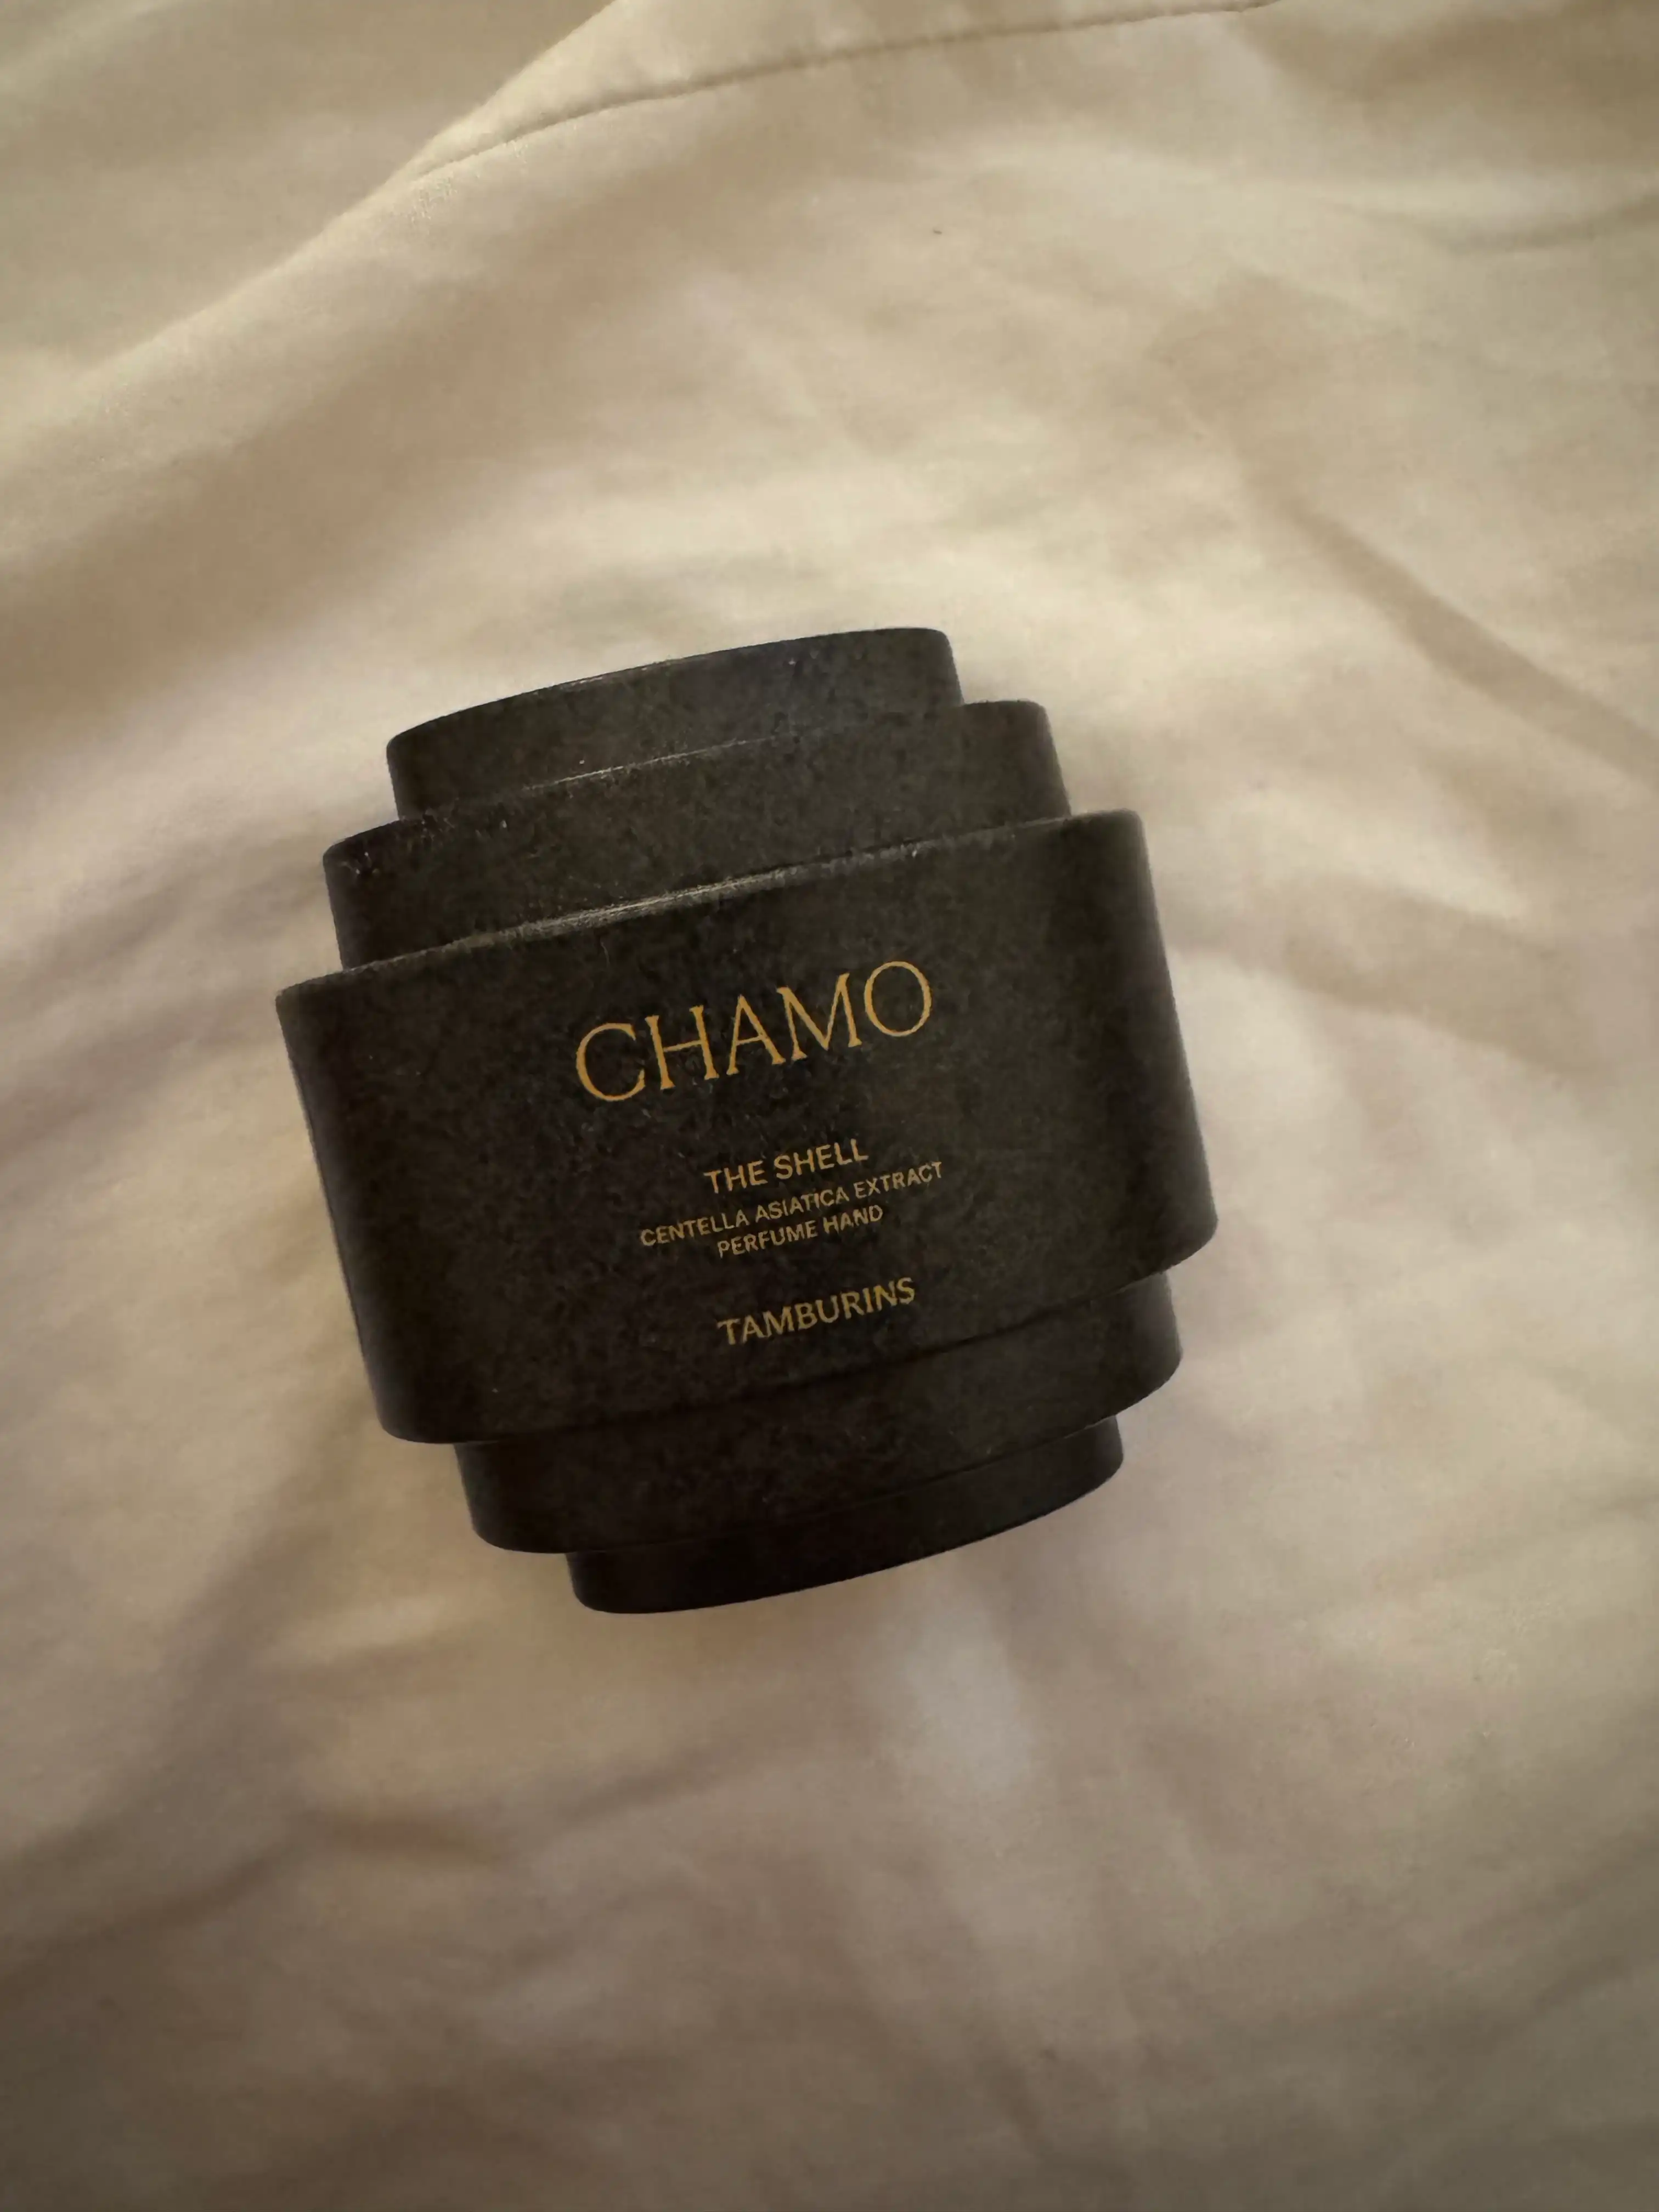 CHAMO
THE SHELL
CENTELLA ASIATICA EXTRACT
PERFUME HAND
TAMBURINS